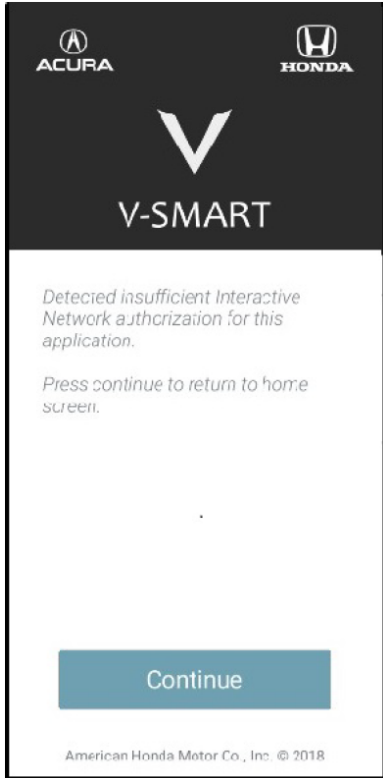 ACURA
HONDA
V-SMART
Detected insufficient Interactive
Network authorization for this
application.
Press continue to return to home
screen.
Continue
American Honda Motor Co., Inc. © 2018